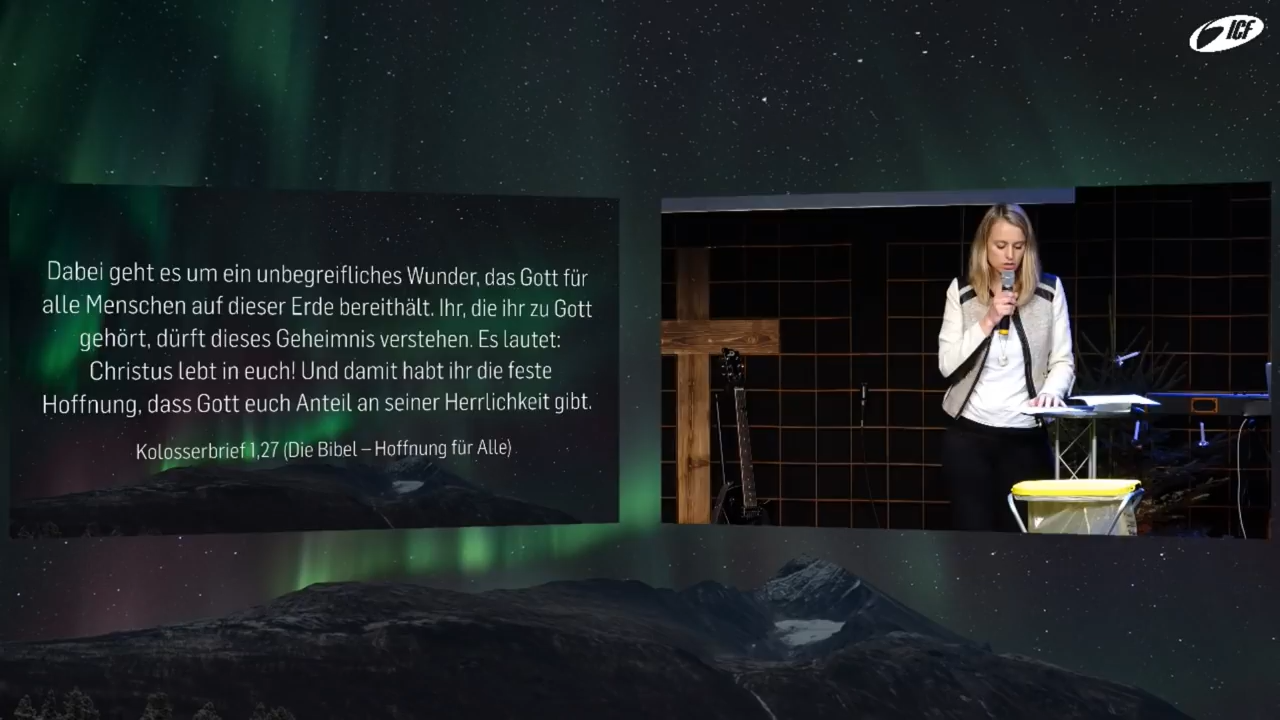 ICF
Dabei geht es um ein unbegreifliches Wunder, das Gott für
alle Menschen auf dieser Erde bereithält. Ihr, die ihr zu Gott
gehört, dürft dieses Geheimnis verstehen. Es lautet:
Christus lebt in euch! Und damit habt ihr die feste
Hoffnung, dass Gott euch Anteil an seiner Herrlichkeit gibt.
Kolosserbrief 1,27 (Die Bibel – Hoffnung für Alle)